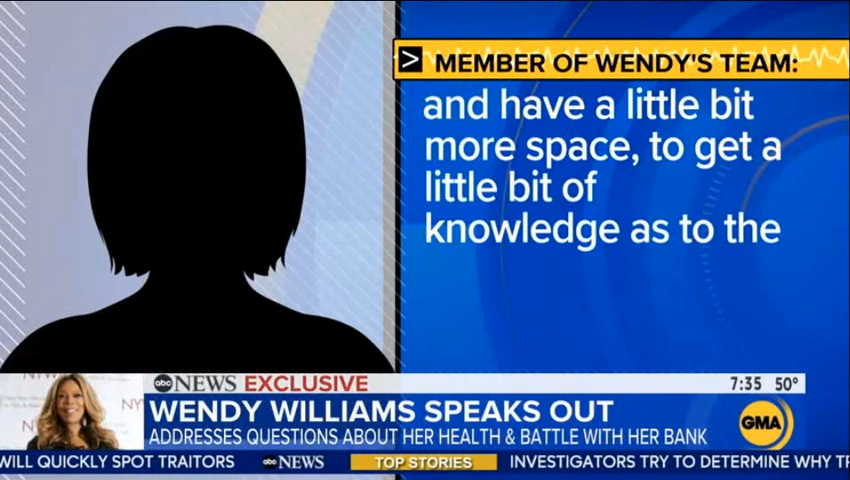 > MEMBER OF WENDY'S TEAM:
and have a little bit
more space, to get a
little bit of
knowledge as to the
abc NEWS EXCLUSIVE
7:35 50°
WENDY WILLIAMS SPEAKS OUT
ADDRESSES QUESTIONS ABOUT HER HEALTH & BATTLE WITH HER BANK
GMA
WILL QUICKLY SPOT TRAITORS abc NEWS TOP STORIES INVESTIGATORS TRY TO DETERMINE WHY